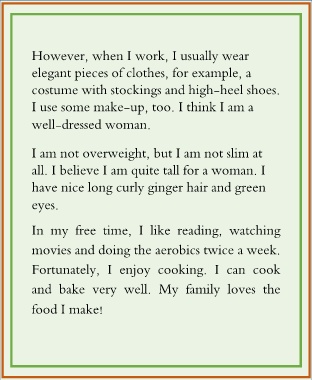 However, when I work, I usually wear
elegant pieces of clothes, for example, a
costume with stockings and high-heel shoes.
I use some make-up, too. I think I am a
well-dressed woman.
I am not overweight, but I am not slim at
all. I believe I am quite tall for a woman. I
have nice long curly ginger hair and green
eyes.
In my free time, I like reading, watching
movies and doing the aerobics twice a week.
Fortunately, I enjoy cooking. I can cook
and bake very well. My family loves the
food I make!